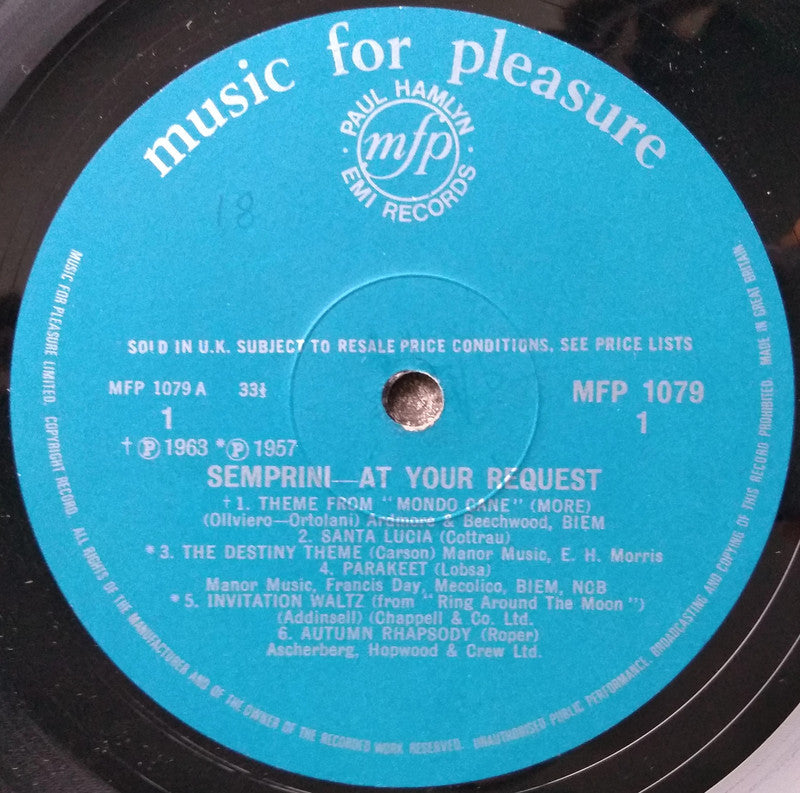 music for pleasure
PAUL HAMLYN
mfp
EMI RECORDS
18
SOLD IN U.K. SUBJECT TO RESALE PRICE CONDITIONS, SEE PRICE LISTS
MFP 1079 A 33⅓ MFP 1079
1 1
† ℗ 1963 * ℗ 1957
SEMPRINI—AT YOUR REQUEST
† 1. THEME FROM "MONDO CANE" (MORE)
(Oliviero—Ortolani) Ardmore & Beechwood, BIEM
2. SANTA LUCIA (Cottrau)
* 3. THE DESTINY THEME (Carson) Manor Music, E. H. Morris
4. PARAKEET (Lobsa)
Manor Music, Francis Day, Mecolico, BIEM, NCB
* 5. INVITATION WALTZ (from "Ring Around The Moon")
(Addinsell) (Chappell & Co. Ltd.
6. AUTUMN RHAPSODY (Roper)
Ascherberg, Hopwood & Crew Ltd.
MUSIC FOR PLEASURE LIMITED. COPYRIGHT RECORD. ALL RIGHTS OF THE MANUFACTURER AND OF THE OWNER OF THE RECORDED WORK RESERVED. UNAUTHORISED PUBLIC PERFORMANCE, BROADCASTING AND COPYING OF THIS RECORD PROHIBITED. MADE IN GREAT BRITAIN